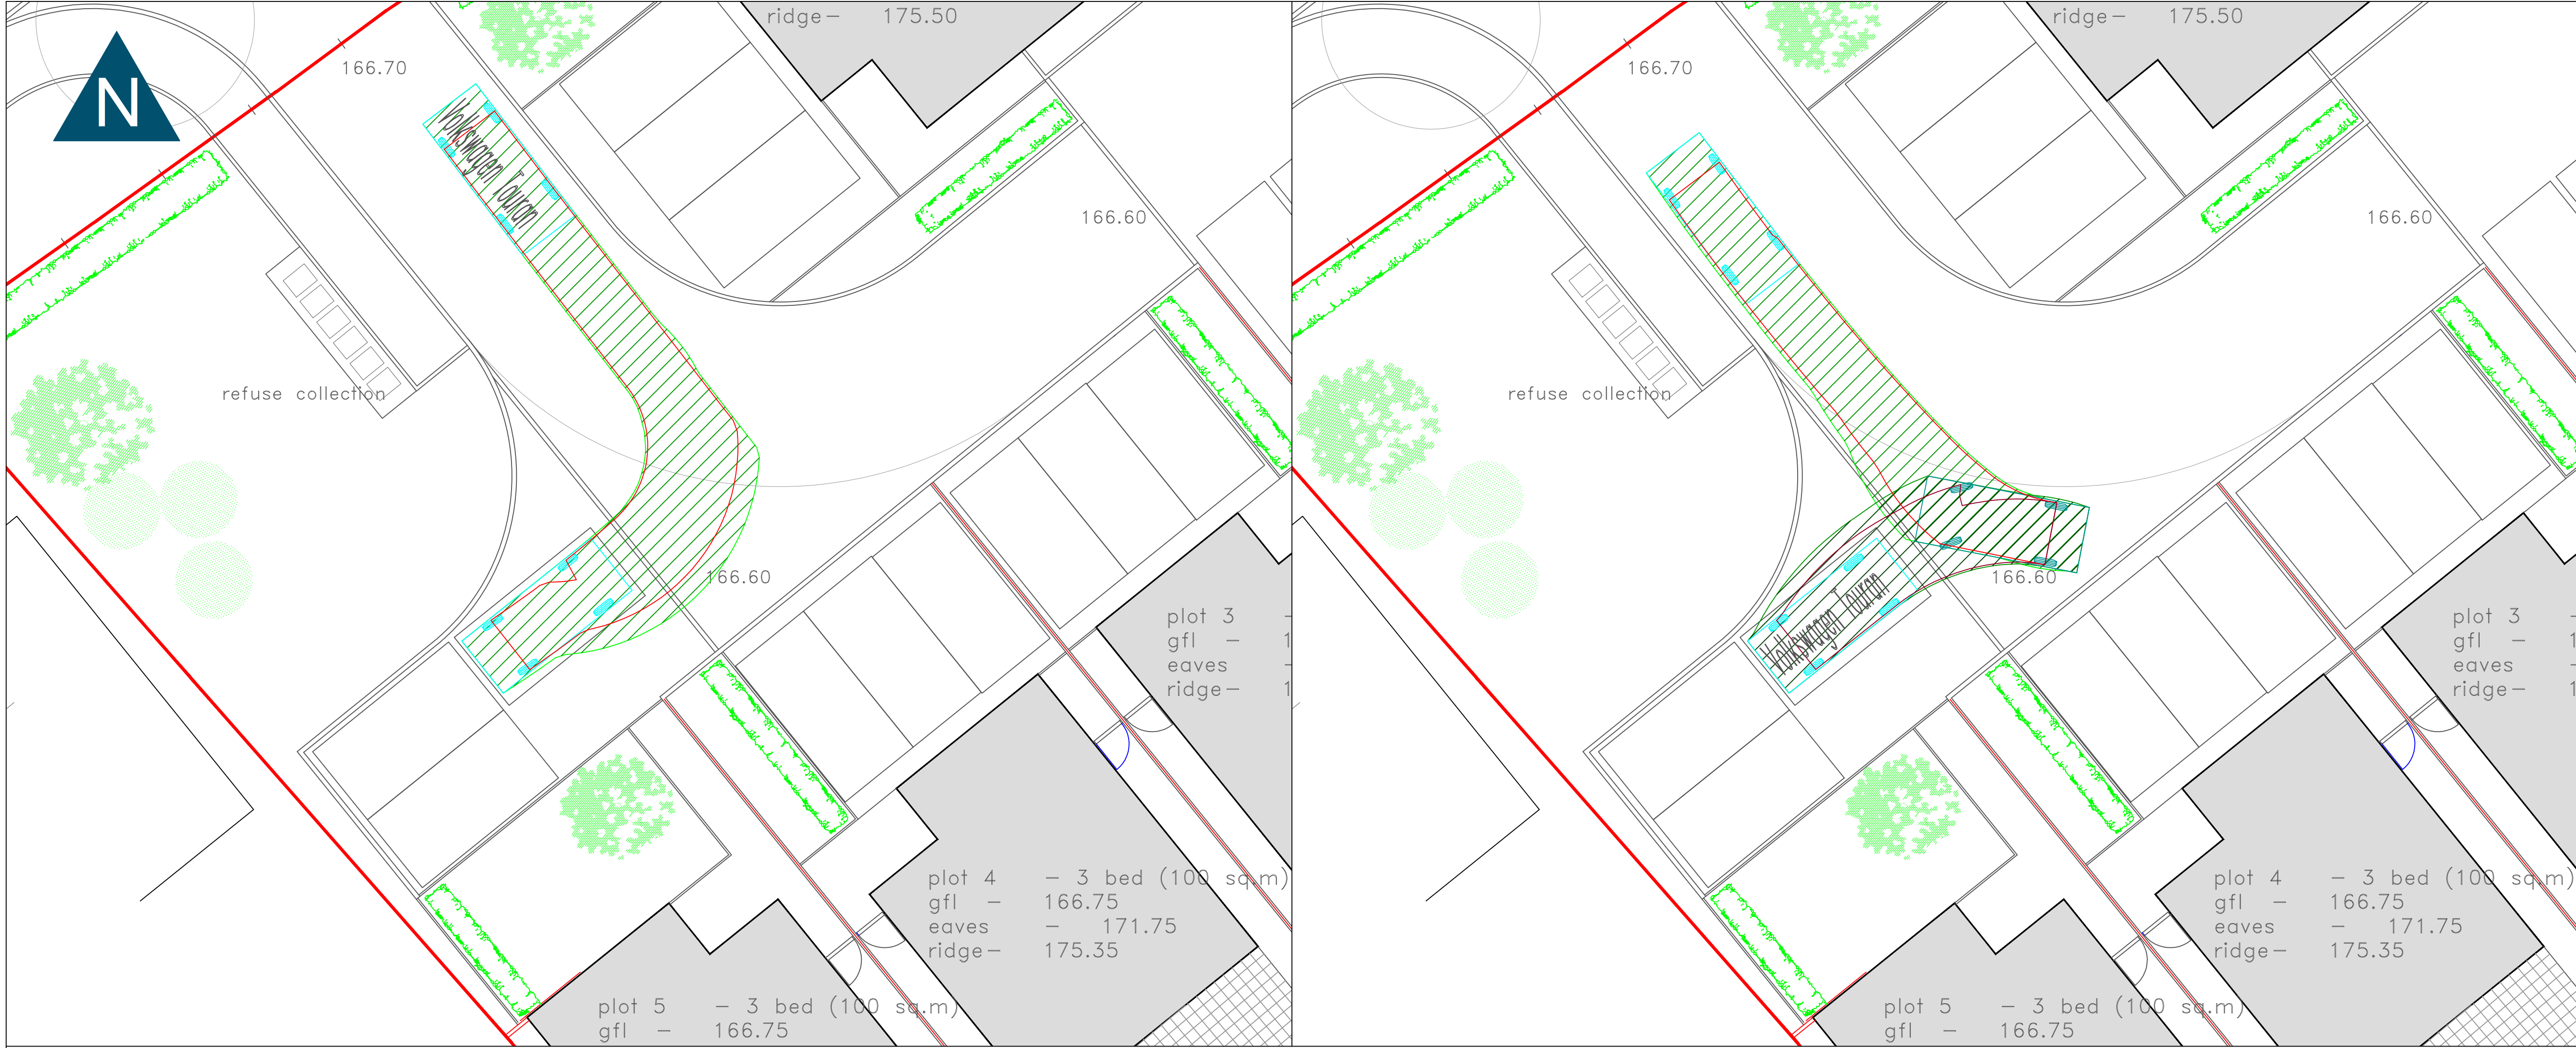 N
ridge- 175.50
166.70
Volkswagen Touran
166.60
refuse collection
166.60
plot 3 -
gfl - 1
eaves -
ridge- 1
plot 4 - 3 bed (100 sq.m)
gfl - 166.75
eaves - 171.75
ridge- 175.35
plot 5 - 3 bed (100 sq.m)
gfl - 166.75
ridge- 175.50
166.70
166.60
refuse collection
166.60
Volkswagen Touran
plot 3 -
gfl - 1
eaves -
ridge- 1
plot 4 - 3 bed (100 sq.m)
gfl - 166.75
eaves - 171.75
ridge- 175.35
plot 5 - 3 bed (100 sq.m)
gfl - 166.75